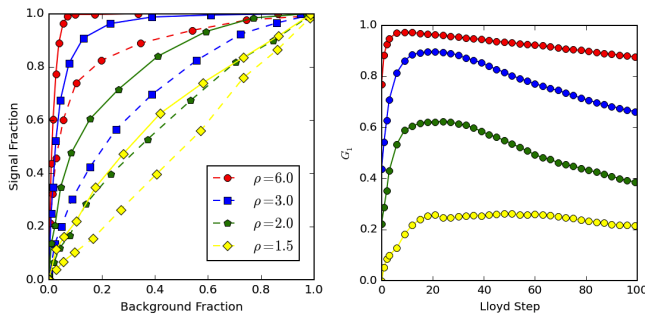 1.0
0.8
0.6
0.4
0.2
0.0
Signal Fraction
0.0 0.2 0.4 0.6 0.8 1.0
Background Fraction
ρ=6.0
ρ=3.0
ρ=2.0
ρ=1.5
1.0
0.8
0.6
0.4
0.2
0.0
G₁
0 20 40 60 80 100
Lloyd Step